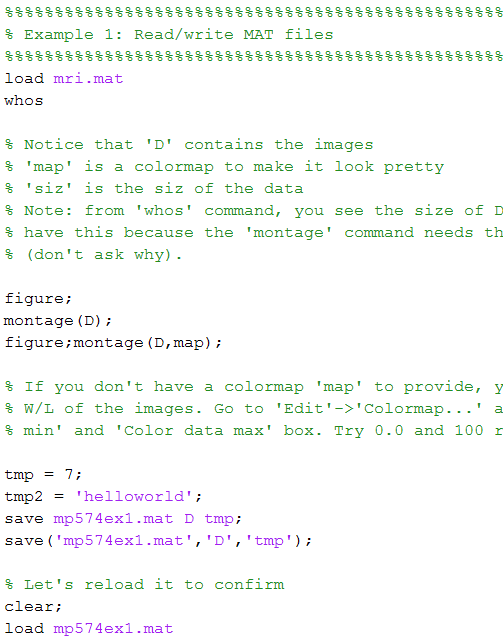 %%%%%%%%%%%%%%%%%%%%%%%%%%%%%%%%%%%%%%%%%%%%%%%%%%
% Example 1: Read/write MAT files
%%%%%%%%%%%%%%%%%%%%%%%%%%%%%%%%%%%%%%%%%%%%%%%%%%
load mri.mat
whos
% Notice that 'D' contains the images
% 'map' is a colormap to make it look pretty
% 'siz' is the siz of the data
% Note: from 'whos' command, you see the size of D
% have this because the 'montage' command needs th
% (don't ask why).
figure;
montage(D);
figure;montage(D,map);
% If you don't have a colormap 'map' to provide, y
% W/L of the images. Go to 'Edit'->'Colormap...' a
% min' and 'Color data max' box. Try 0.0 and 100 r
tmp = 7;
tmp2 = 'helloworld';
save mp574ex1.mat D tmp;
save('mp574ex1.mat','D','tmp');
% Let's reload it to confirm
clear;
load mp574ex1.mat